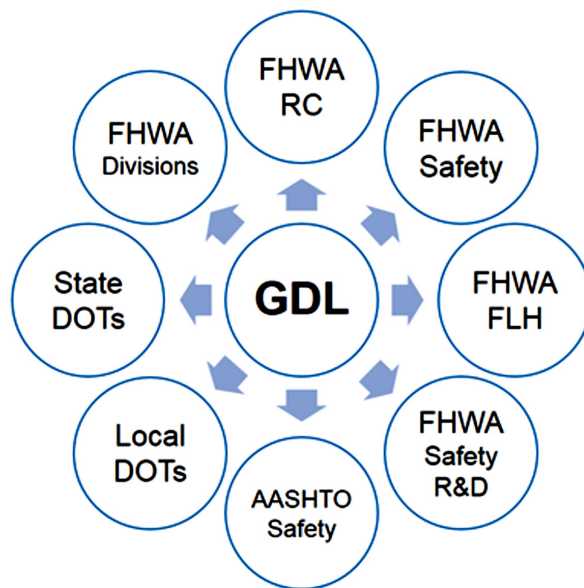 FHWA
RC
FHWA
Safety
FHWA
FLH
FHWA
Safety
R&D
AASHTO
Safety
Local
DOTs
State
DOTs
FHWA
Divisions
GDL